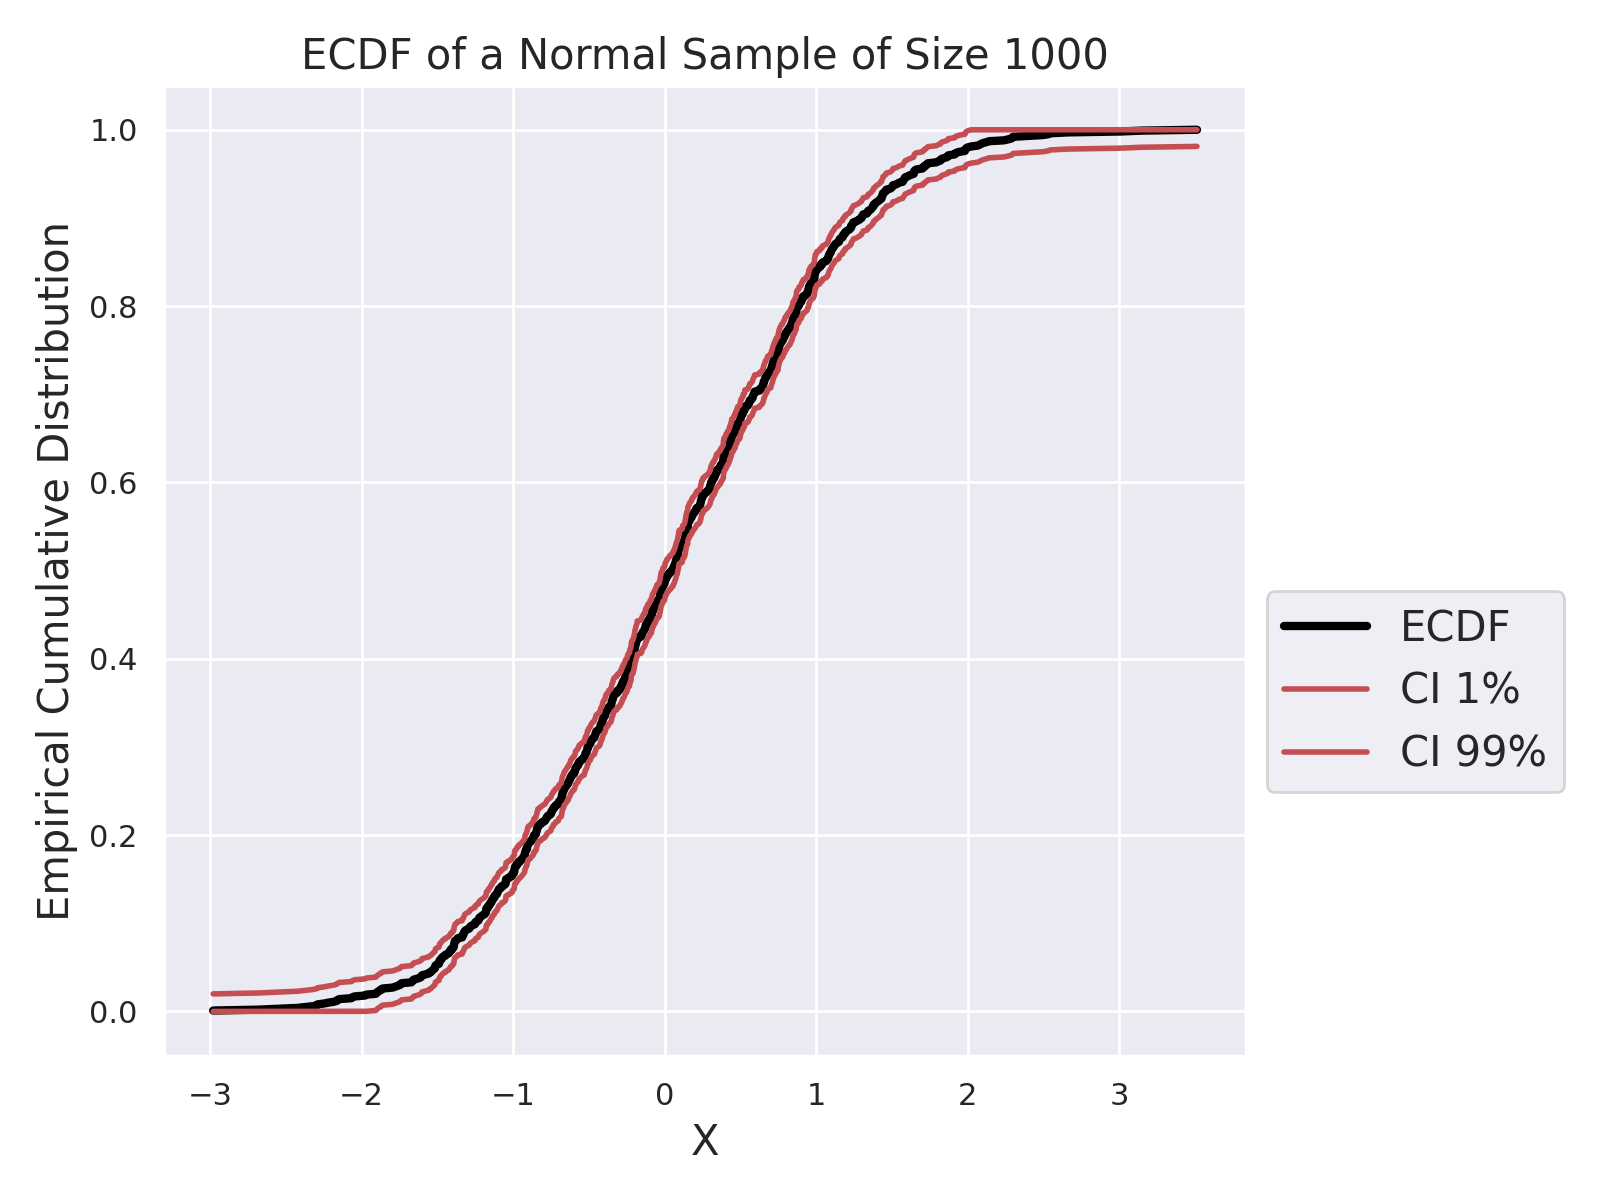 ECDF of a Normal Sample of Size 1000
Empirical Cumulative Distribution
1.0
0.8
0.6
0.4
0.2
0.0
−3
−2
−1
0
1
2
3
X
ECDF
CI 1%
CI 99%